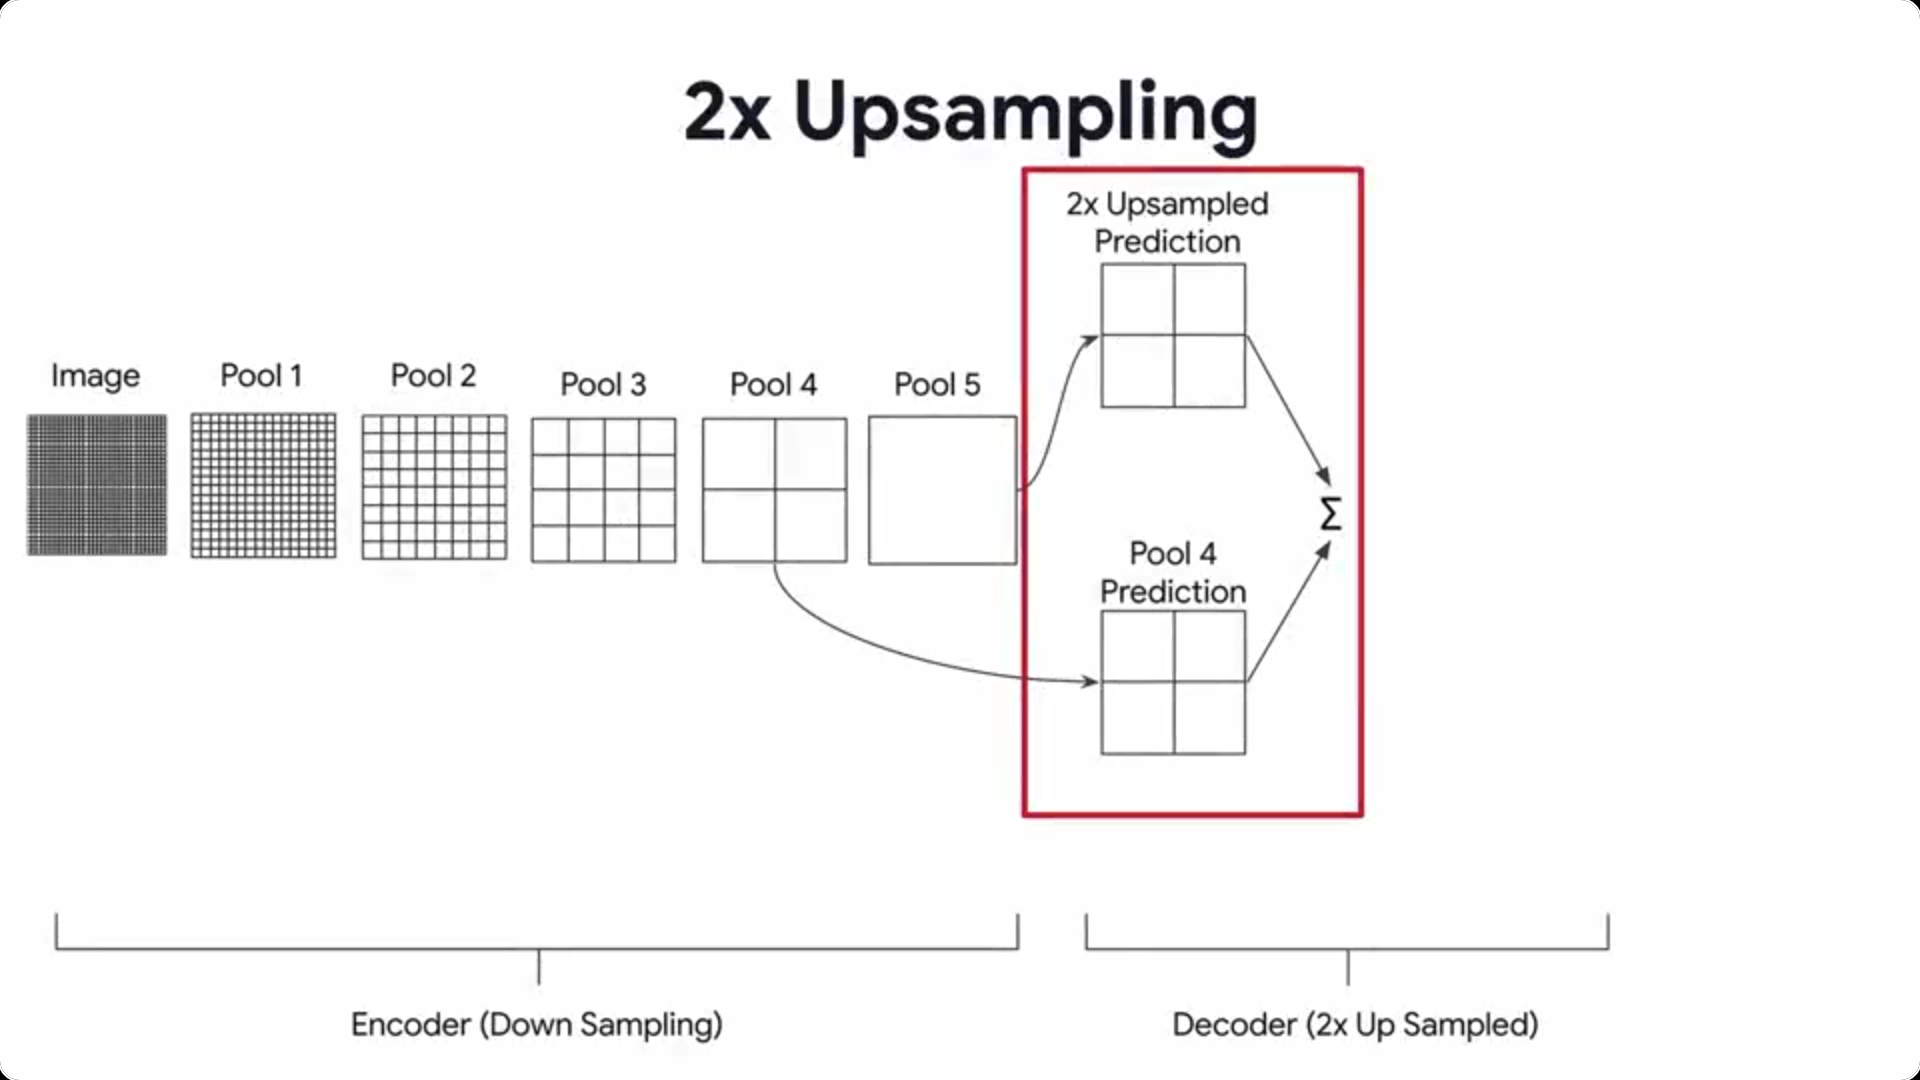 2x Upsampling
2x Upsampled
Prediction
Image
Pool 1
Pool 2
Pool 3
Pool 4
Pool 5
Σ
Pool 4
Prediction
Encoder (Down Sampling)
Decoder (2x Up Sampled)